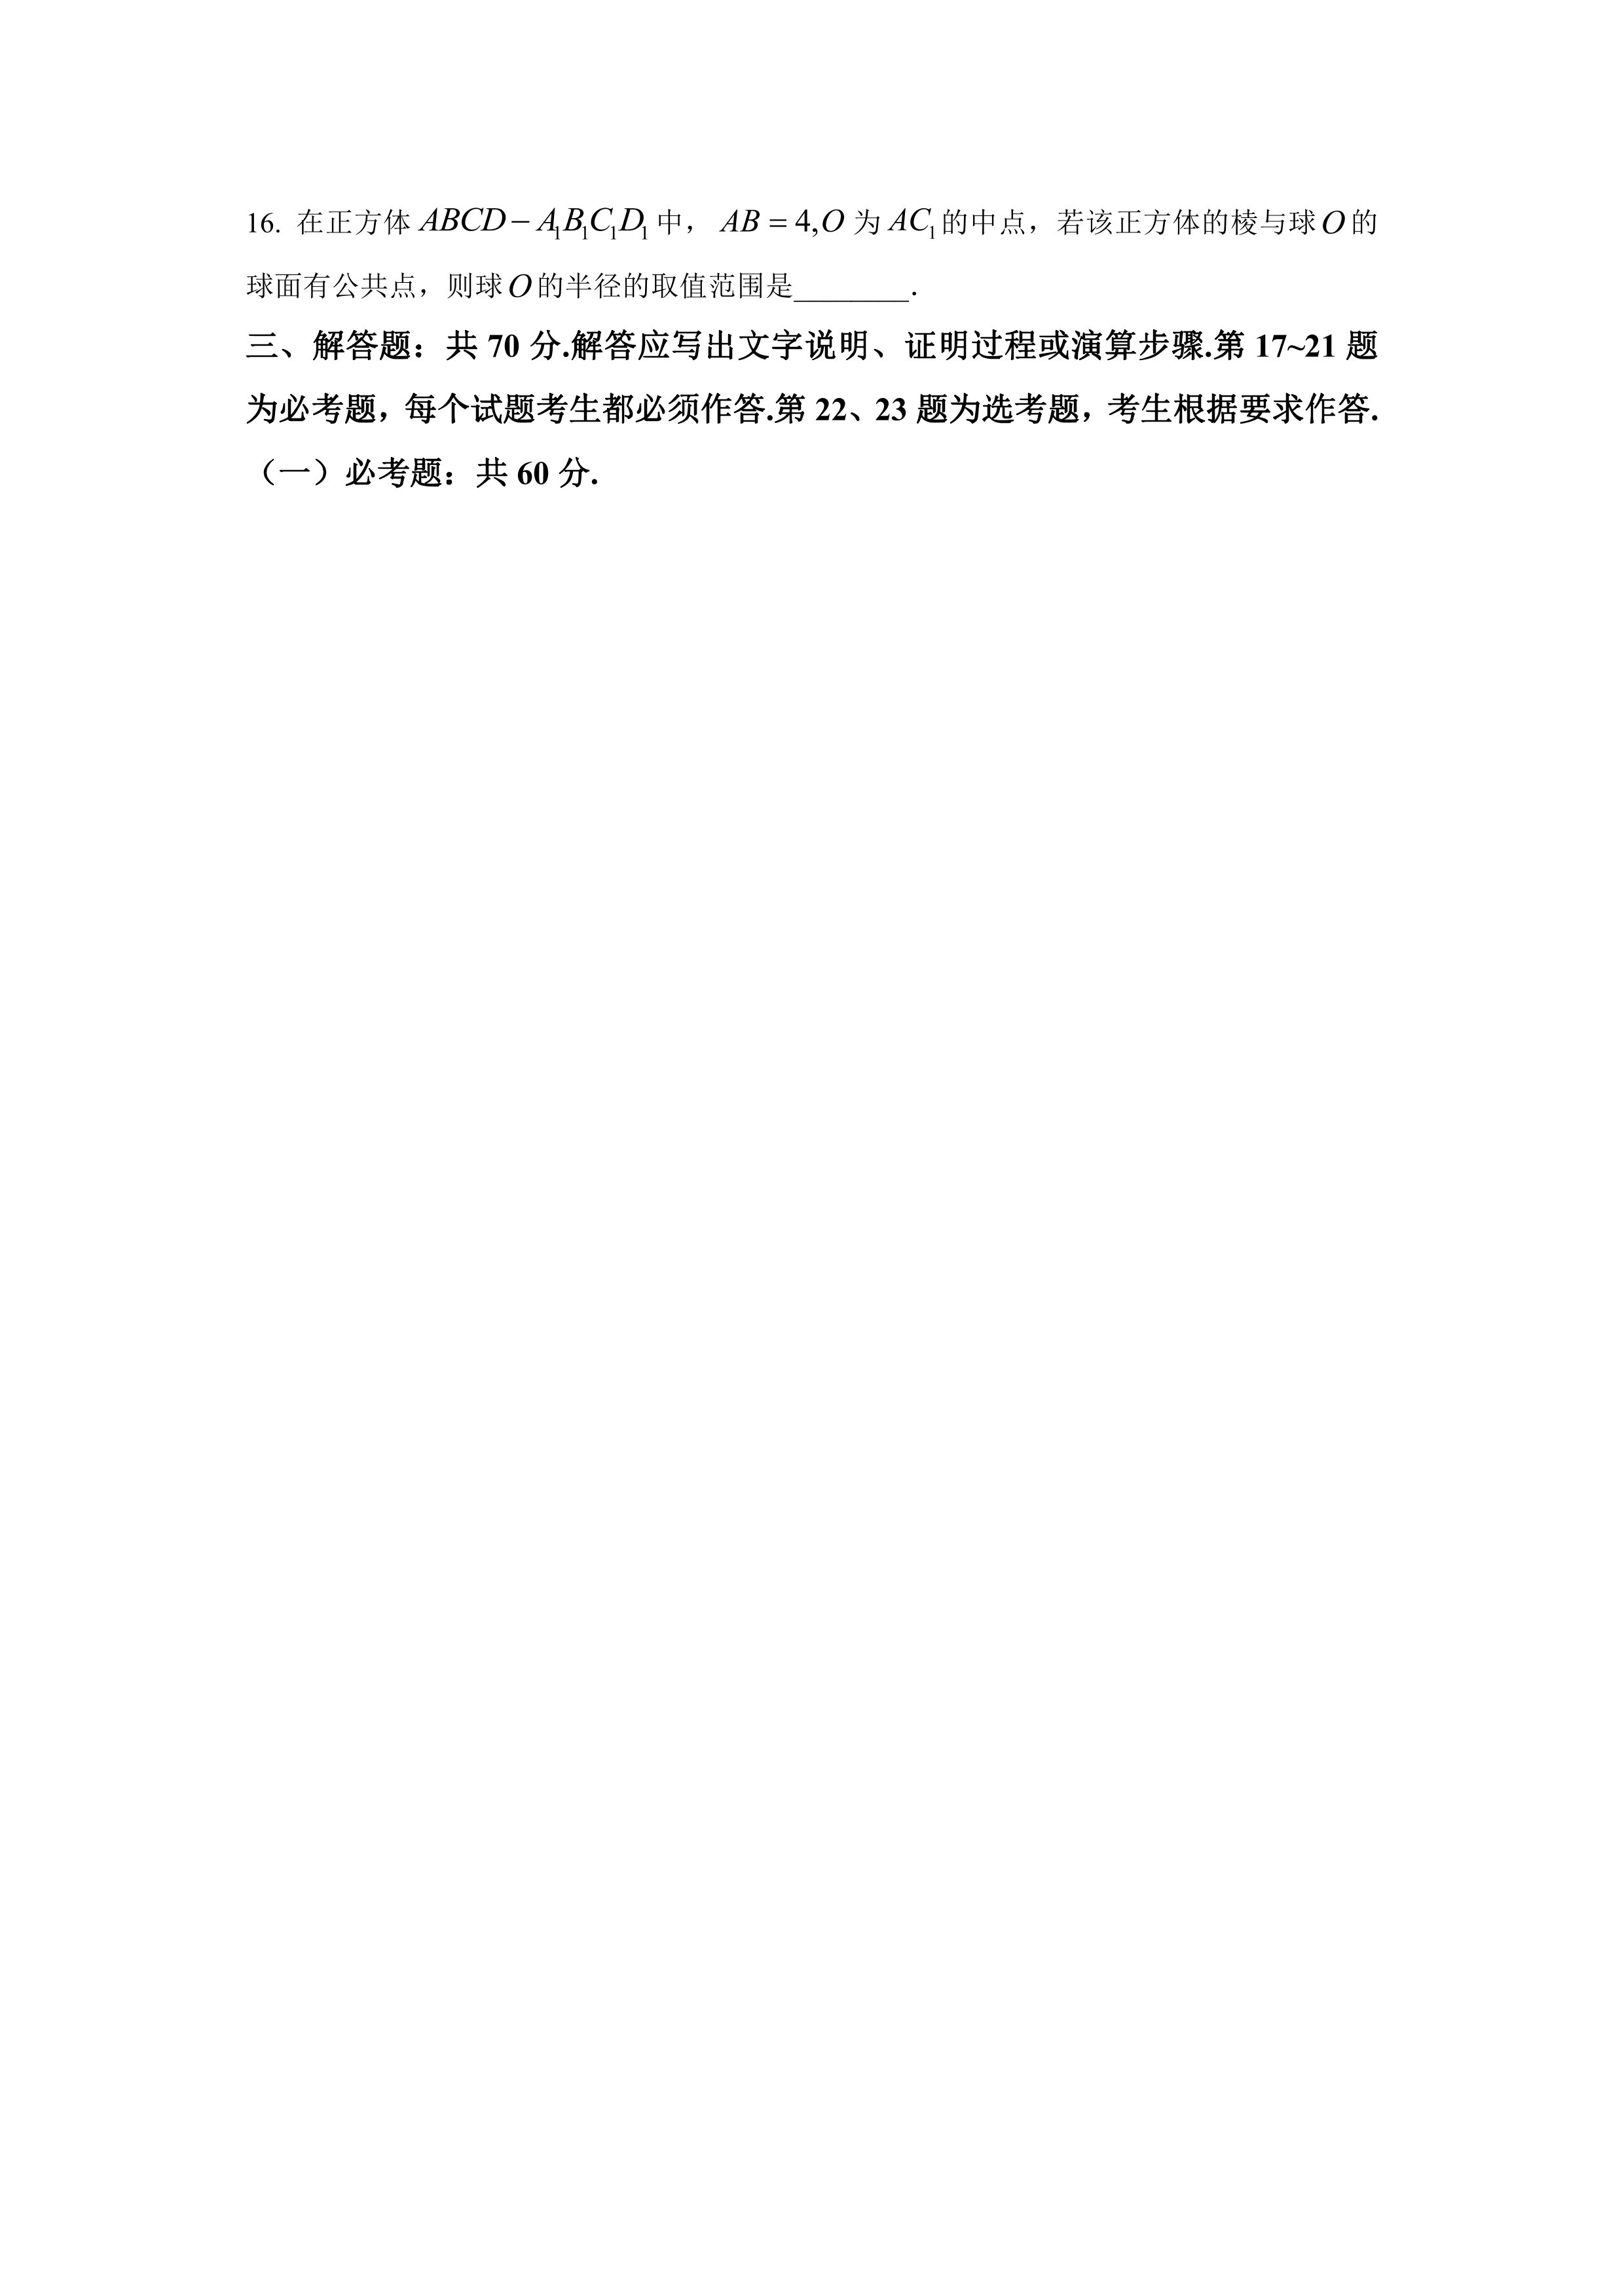 16. 在正方体 ABCD − A₁B₁C₁D₁ 中， AB = 4,O 为 AC₁ 的中点，若该正方体的棱与球 O 的
球面有公共点，则球 O 的半径的取值范围是________．
三、解答题：共 70 分.解答应写出文字说明、证明过程或演算步骤.第 17~21 题
为必考题，每个试题考生都必须作答.第 22、23 题为选考题，考生根据要求作答.
（一）必考题：共 60 分.